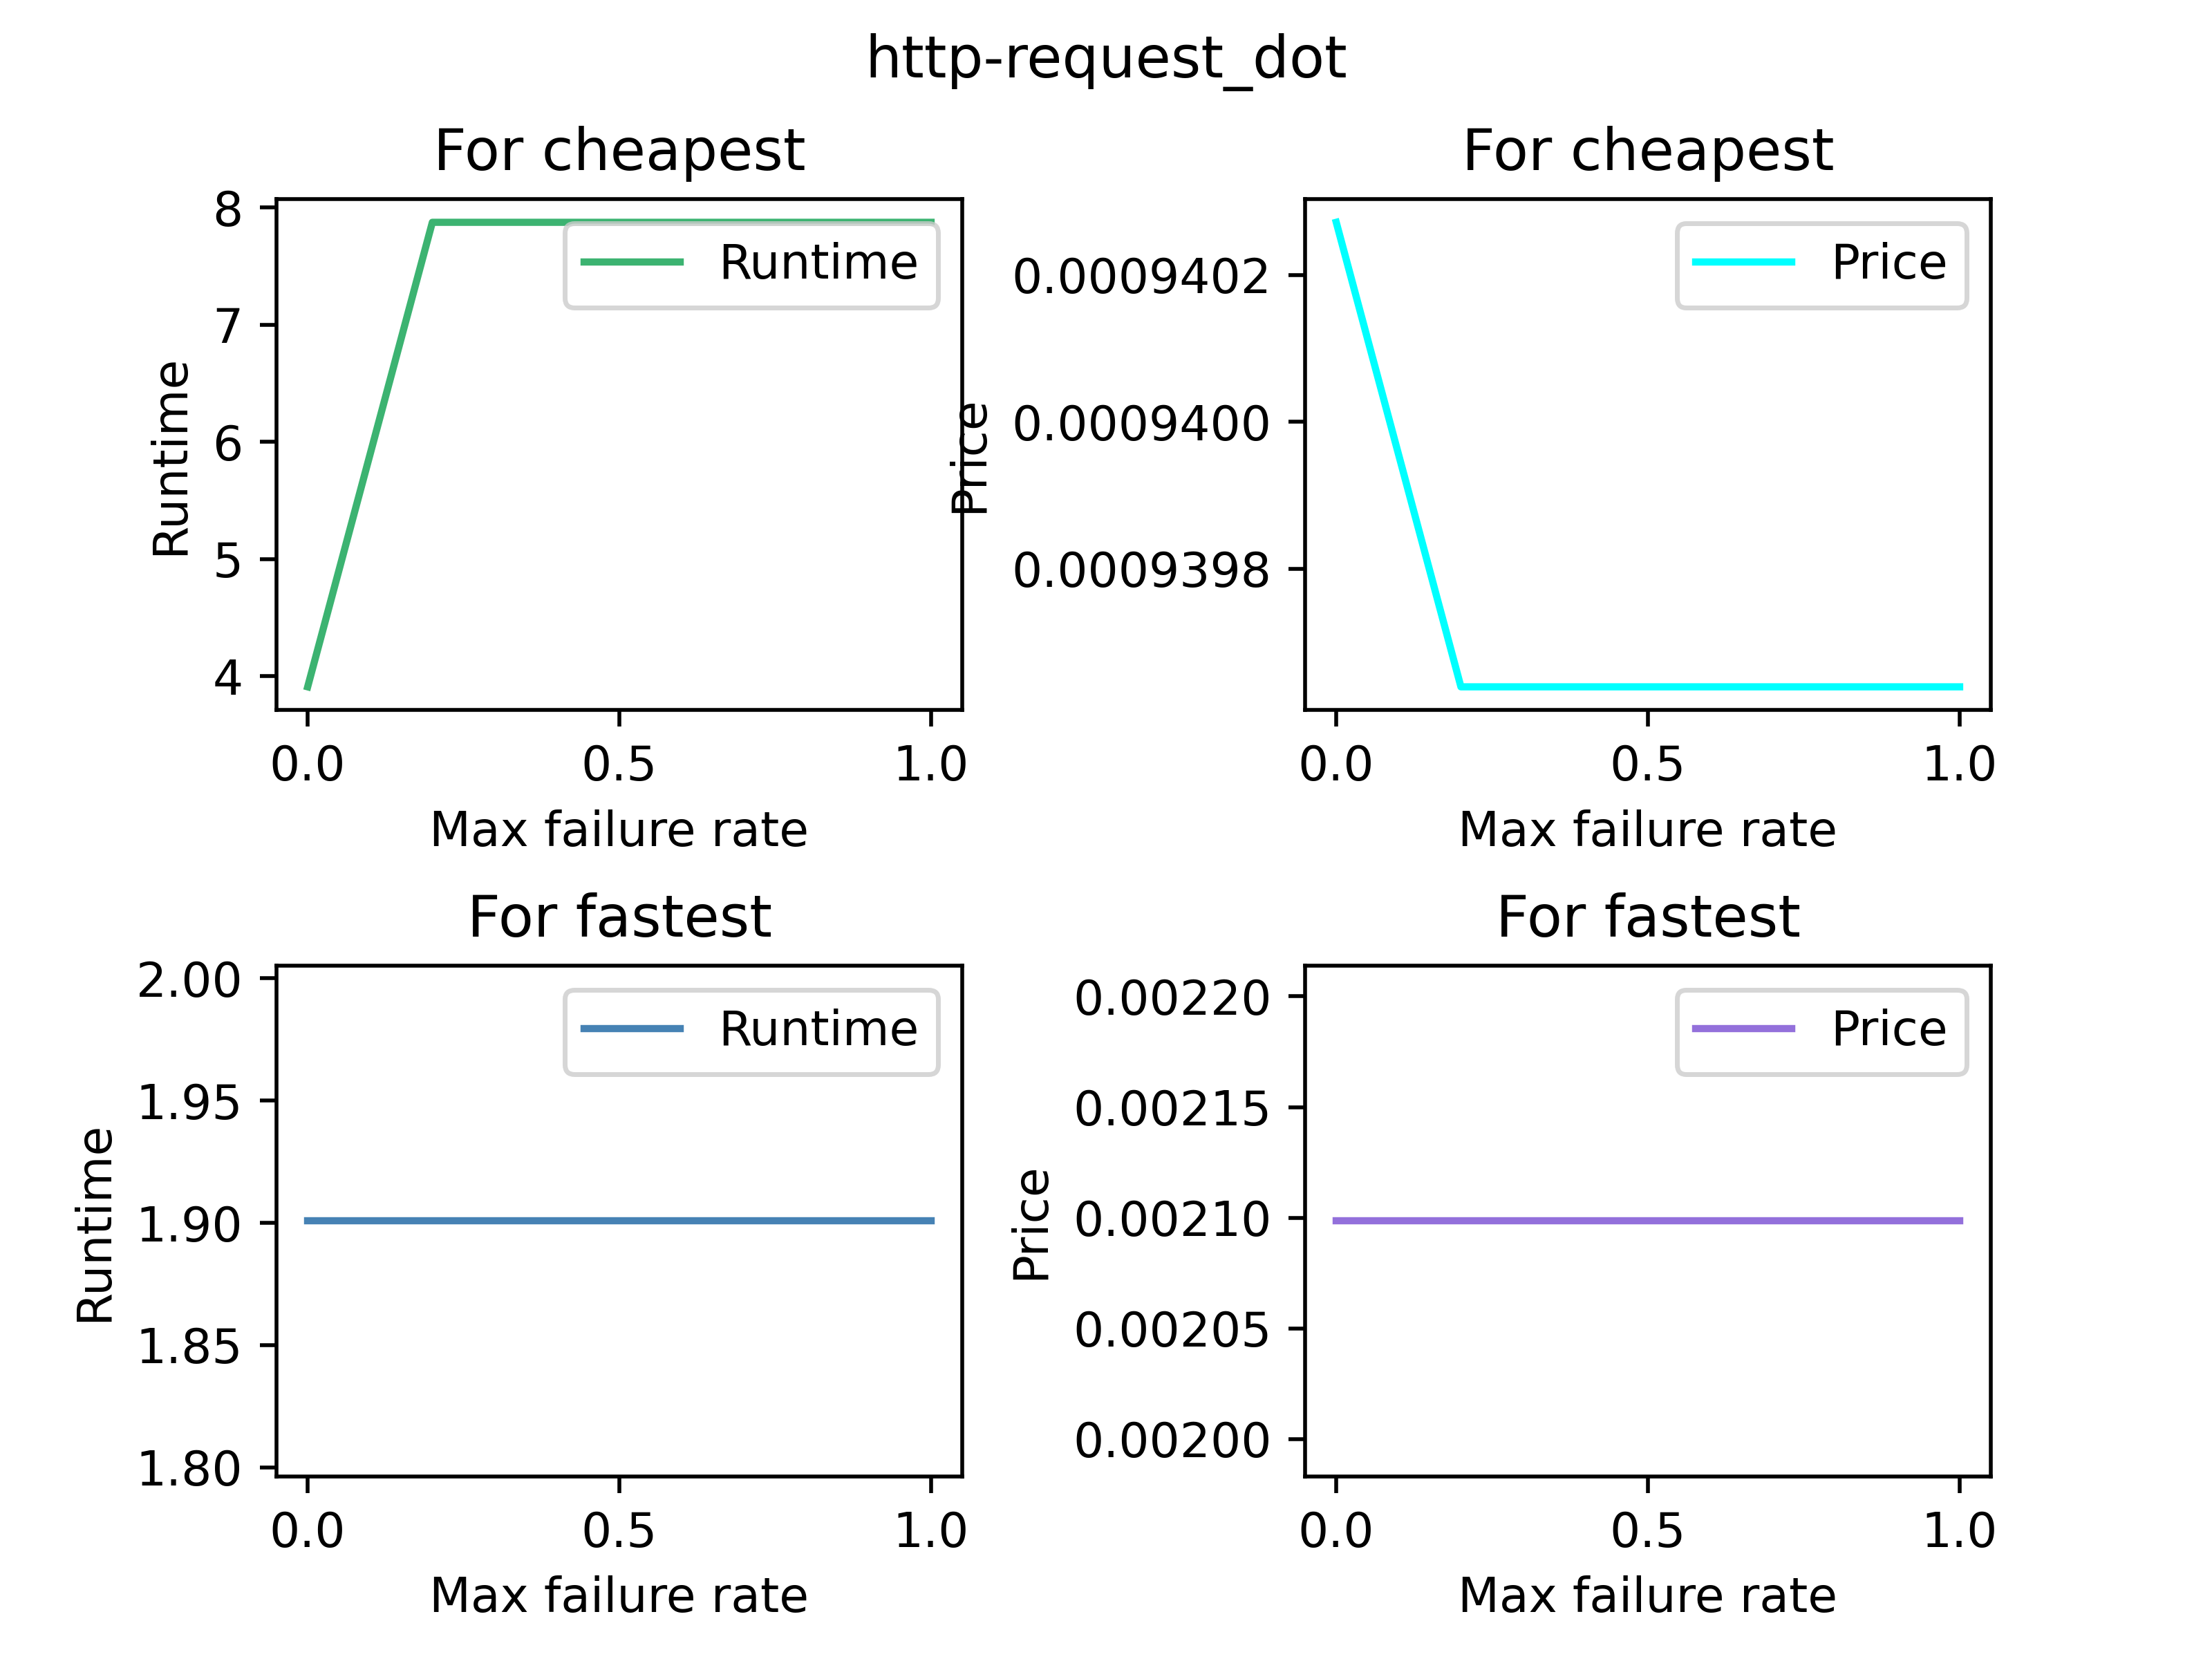 http-request_dot
For cheapest
8
7
6
5
4
Runtime
Runtime
0.0
0.5
1.0
Max failure rate
For cheapest
0.0009402
0.0009400
0.0009398
Price
Price
0.0
0.5
1.0
Max failure rate
For fastest
2.00
1.95
1.90
1.85
1.80
Runtime
Runtime
0.0
0.5
1.0
Max failure rate
For fastest
0.00220
0.00215
0.00210
0.00205
0.00200
Price
Price
0.0
0.5
1.0
Max failure rate